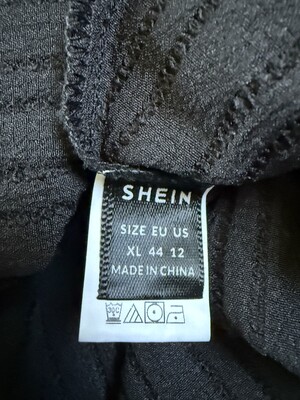 SHEIN
SIZE EU US
XL 44 12
MADE IN CHINA